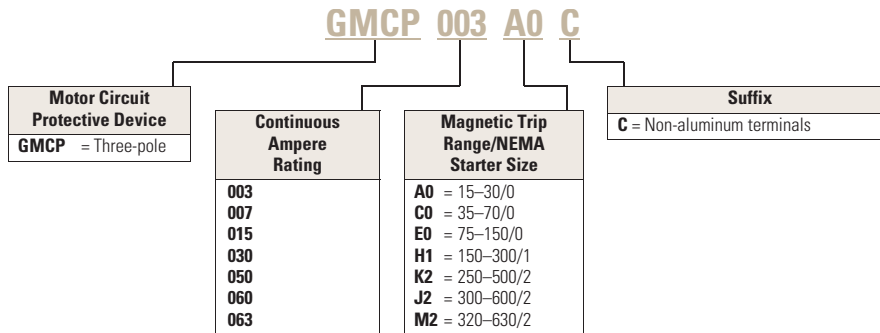 GMCP 003 A0 C
Motor Circuit
Protective Device
GMCP = Three-pole
Continuous
Ampere
Rating
003
007
015
030
050
060
063
Magnetic Trip
Range/NEMA
Starter Size
A0 = 15–30/0
C0 = 35–70/0
E0 = 75–150/0
H1 = 150–300/1
K2 = 250–500/2
J2 = 300–600/2
M2 = 320–630/2
Suffix
C = Non-aluminum terminals